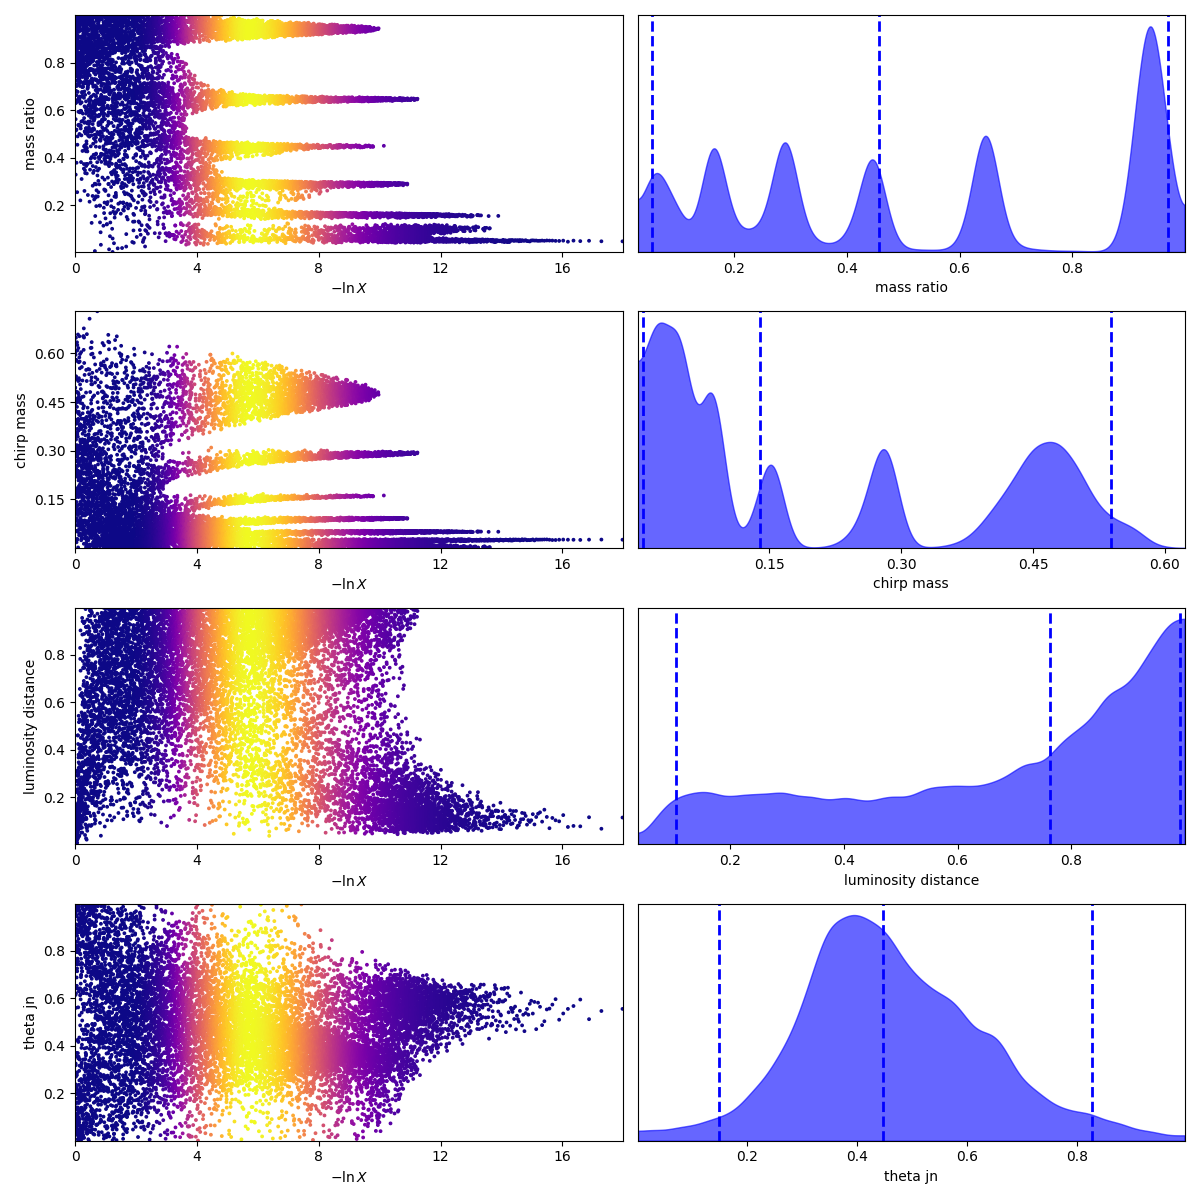 mass ratio
0.8
0.6
0.4
0.2
0 4 8 12 16
−ln X
0.2 0.4 0.6 0.8
mass ratio
chirp mass
0.60
0.45
0.30
0.15
0 4 8 12 16
−ln X
0.15 0.30 0.45 0.60
chirp mass
luminosity distance
0.8
0.6
0.4
0.2
0 4 8 12 16
−ln X
0.2 0.4 0.6 0.8
luminosity distance
theta jn
0.8
0.6
0.4
0.2
0 4 8 12 16
−ln X
0.2 0.4 0.6 0.8
theta jn